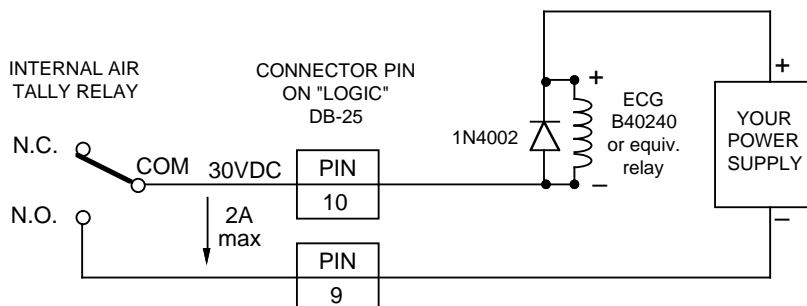 INTERNAL AIR
TALLY RELAY
CONNECTOR PIN
ON "LOGIC"
DB-25
N.C.
COM
30VDC
PIN
10
N.O.
2A
max
PIN
9
1N4002
+
–
ECG
B40240
or equiv.
relay
+
YOUR
POWER
SUPPLY
–